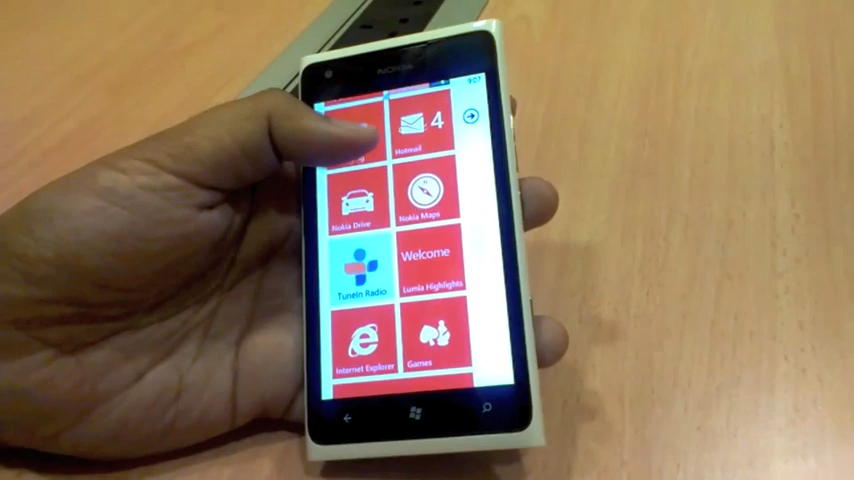 NOKIA
9:07
4
Hotmail
Nokia Drive
Nokia Maps
TuneIn Radio
Welcome
Lumia Highlights
Internet Explorer
Games